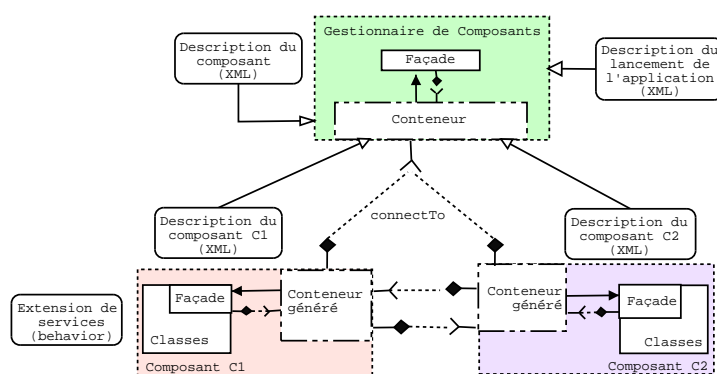 Gestionnaire de Composants
Description du
composant
(XML)
Façade
Description du
lancement de
l'application
(XML)
Conteneur
Description du
composant C1
(XML)
connectTo
Description du
composant C2
(XML)
Extension de
services
(behavior)
Façade
Classes
Composant C1
Conteneur
généré
Conteneur
généré
Façade
Classes
Composant C2